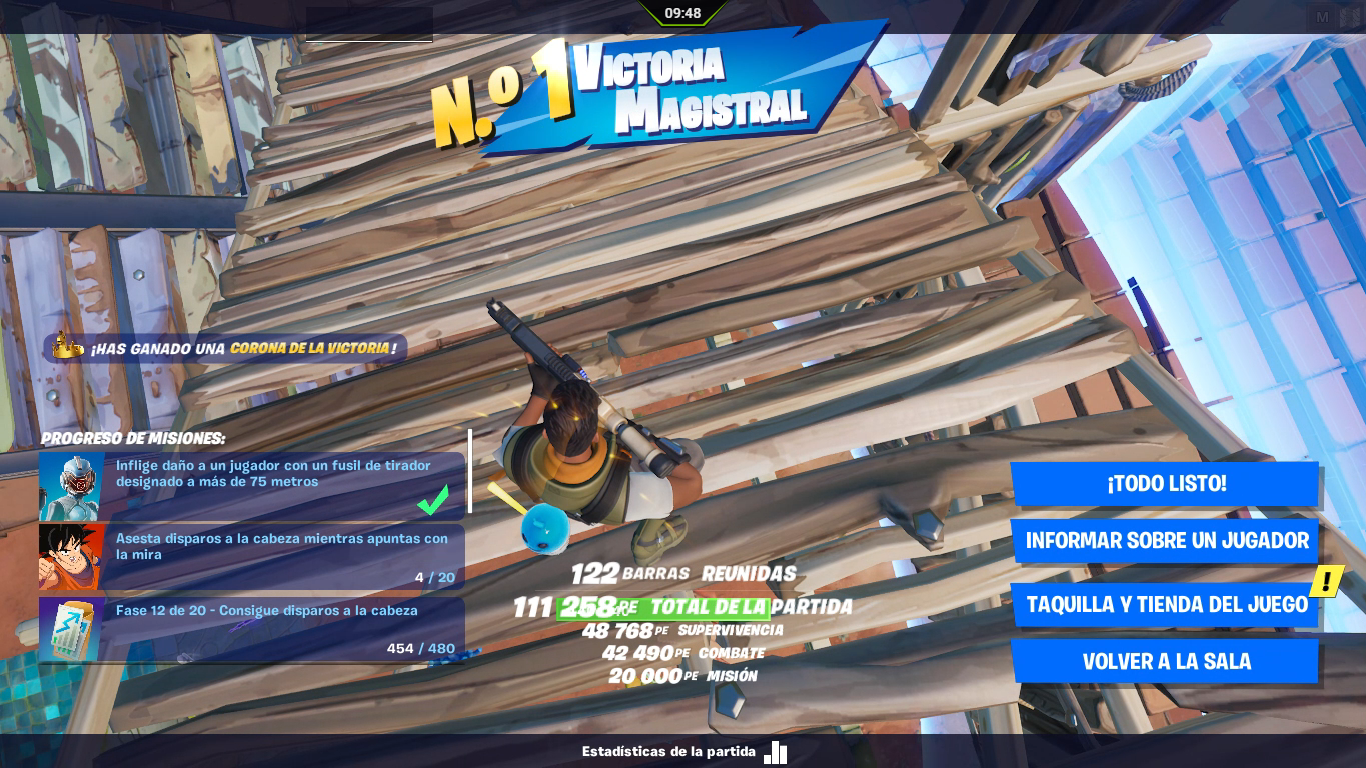 09:48
M
N.º 1 VICTORIA
MAGISTRAL
¡HAS GANADO UNA CORONA DE LA VICTORIA!
PROGRESO DE MISIONES:
Inflige daño a un jugador con un fusil de tirador
designado a más de 75 metros
Asesta disparos a la cabeza mientras apuntas con
la mira
4 / 20
Fase 12 de 20 - Consigue disparos a la cabeza
454 / 480
122 BARRAS REUNIDAS
111 258 PE TOTAL DE LA PARTIDA
48 768 PE SUPERVIVENCIA
42 490 PE COMBATE
20 000 PE MISIÓN
¡TODO LISTO!
INFORMAR SOBRE UN JUGADOR
!
TAQUILLA Y TIENDA DEL JUEGO
VOLVER A LA SALA
Estadísticas de la partida